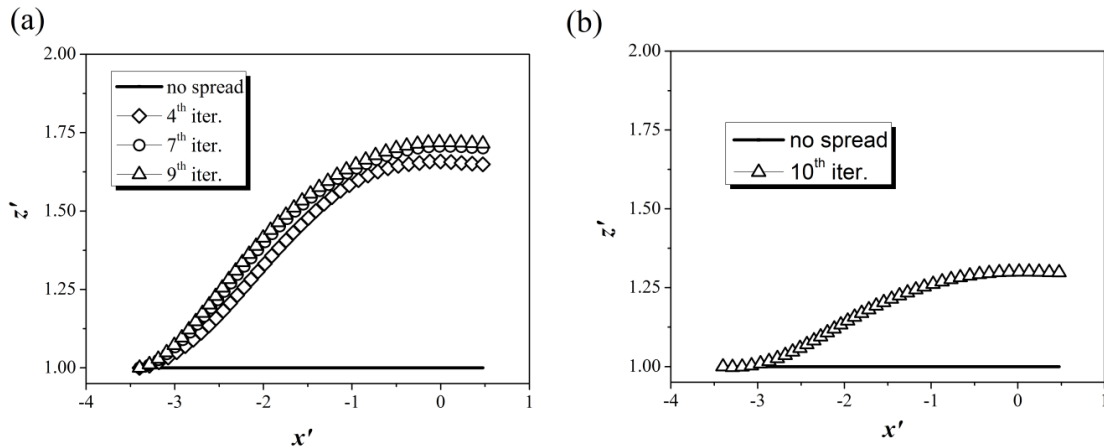 (a)
z'
2.00
1.75
1.50
1.25
1.00
no spread
4th iter.
7th iter.
9th iter.
-4 -3 -2 -1 0 1
x'
(b)
z'
2.00
1.75
1.50
1.25
1.00
no spread
10th iter.
-4 -3 -2 -1 0 1
x'